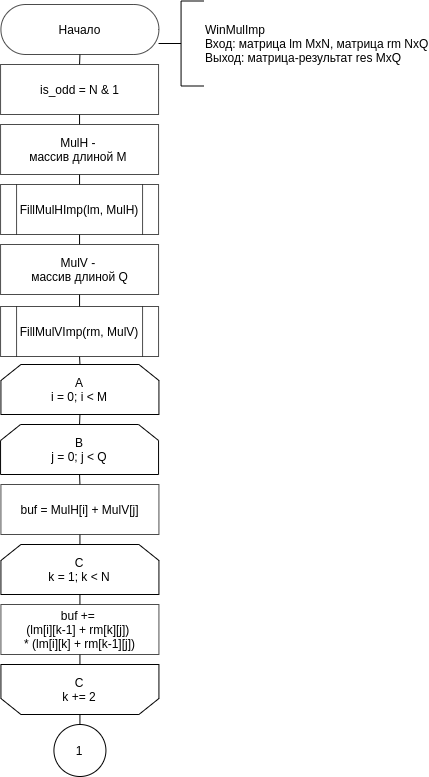 Начало
WinMulImp
Вход: матрица lm MxN, матрица rm NxQ
Выход: матрица-результат res MxQ
is_odd = N & 1
MulH -
массив длиной M
FillMulHImp(lm, MulH)
MulV -
массив длиной Q
FillMulVImp(rm, MulV)
A
i = 0; i < M
B
j = 0; j < Q
buf = MulH[i] + MulV[j]
C
k = 1; k < N
buf +=
(lm[i][k-1] + rm[k][j])
* (lm[i][k] + rm[k-1][j])
C
k += 2
1